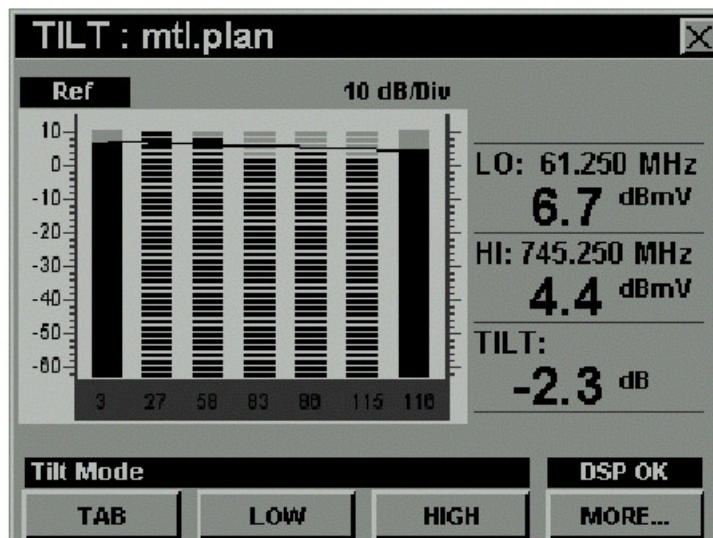 TILT : mtl.plan
Ref
10 dB/Div
10
0
-10
-20
-30
-40
-50
-60
LO: 61.250 MHz
6.7 dBmV
HI: 745.250 MHz
4.4 dBmV
TILT:
-2.3 dB
3 27 58 83 115 116
Tilt Mode
DSP OK
TAB
LOW
HIGH
MORE...